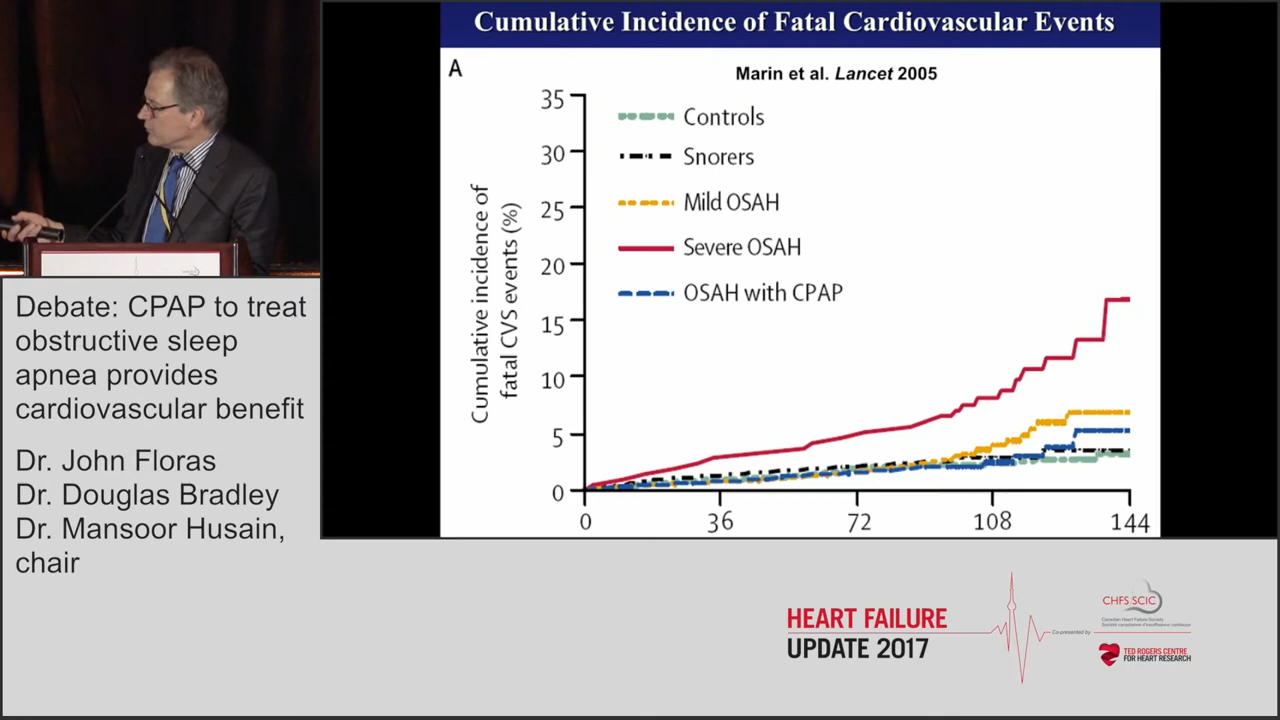 Cumulative Incidence of Fatal Cardiovascular Events
A
Marin et al. Lancet 2005
35
30
25
20
15
10
5
0
Cumulative incidence of
fatal CVS events (%)
Controls
Snorers
Mild OSAH
Severe OSAH
OSAH with CPAP
0 36 72 108 144
Debate: CPAP to treat
obstructive sleep
apnea provides
cardiovascular benefit
Dr. John Floras
Dr. Douglas Bradley
Dr. Mansoor Husain,
chair
HEART FAILURE
UPDATE 2017
Co-presented by
CHFS SCIC
Canadian Heart Failure Society
Société canadienne d'insuffisance cardiaque
TED ROGERS CENTRE
FOR HEART RESEARCH